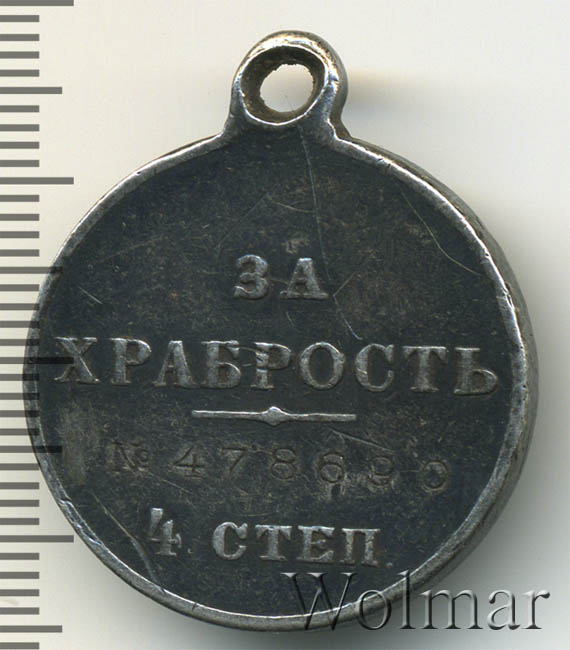 ЗА
ХРАБРОСТЬ
№ 478690
4 СТЕП.
Wolmar